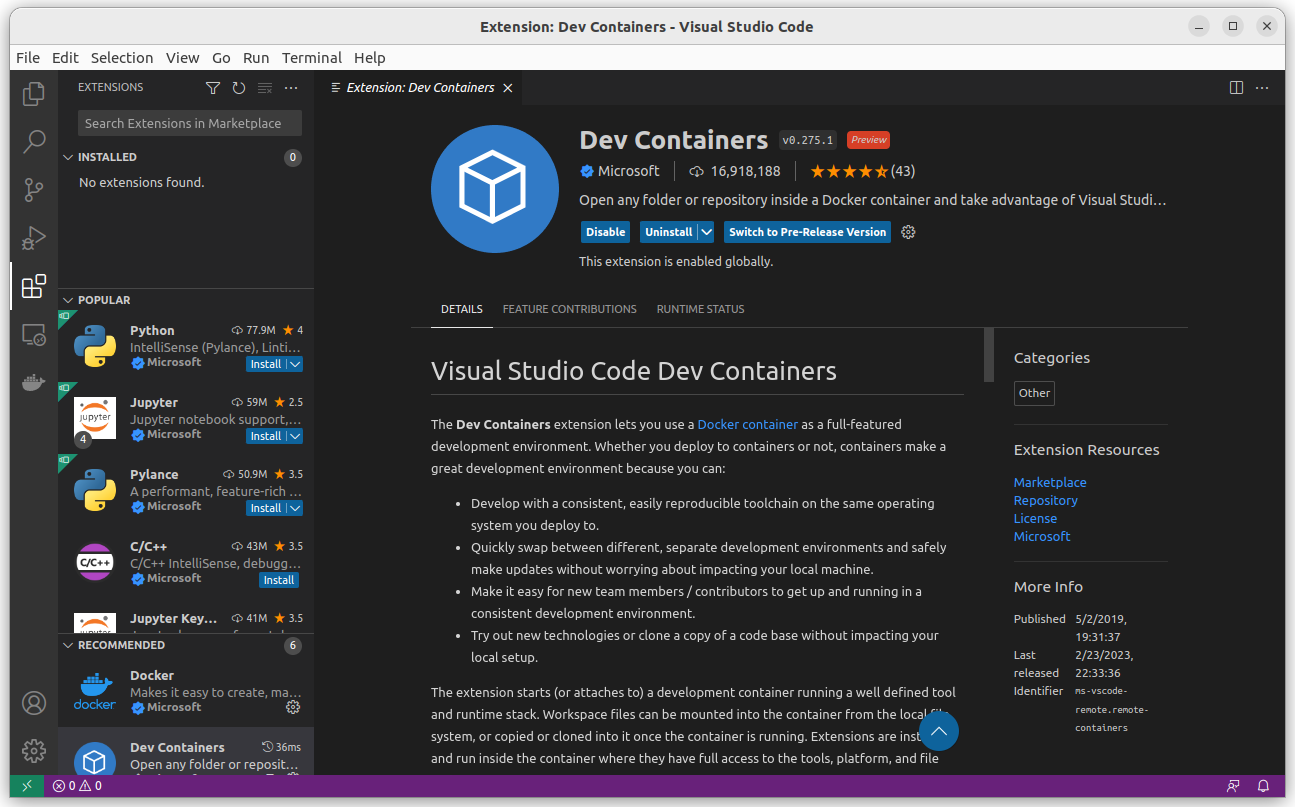 Extension: Dev Containers - Visual Studio Code
File Edit Selection View Go Run Terminal Help
EXTENSIONS
Search Extensions in Marketplace
INSTALLED 0
No extensions found.
POPULAR
Python 77.9M 4
IntelliSense (Pylance), Linti...
Microsoft Install
Jupyter 59M 2.5
Jupyter notebook support,...
Microsoft Install
jupyter
4
Pylance 50.9M 3.5
A performant, feature-rich ...
Microsoft Install
C/C++ 43M 3.5
C/C++ IntelliSense, debugg...
Microsoft Install
C/C++
Jupyter Key... 41M 3.5
RECOMMENDED 6
Docker
Makes it easy to create, ma...
Microsoft
docker
Dev Containers 36ms
Open any folder or reposit...
Extension: Dev Containers
Dev Containers v0.275.1 Preview
Microsoft 16,918,188 (43)
Open any folder or repository inside a Docker container and take advantage of Visual Studi...
Disable Uninstall Switch to Pre-Release Version
This extension is enabled globally.
DETAILS FEATURE CONTRIBUTIONS RUNTIME STATUS
Visual Studio Code Dev Containers
The Dev Containers extension lets you use a Docker container as a full-featured
development environment. Whether you deploy to containers or not, containers make a
great development environment because you can:
• Develop with a consistent, easily reproducible toolchain on the same operating
system you deploy to.
• Quickly swap between different, separate development environments and safely
make updates without worrying about impacting your local machine.
• Make it easy for new team members / contributors to get up and running in a
consistent development environment.
• Try out new technologies or clone a copy of a code base without impacting your
local setup.
The extension starts (or attaches to) a development container running a well defined tool
and runtime stack. Workspace files can be mounted into the container from the local file
system, or copied or cloned into it once the container is running. Extensions are inst
and run inside the container where they have full access to the tools, platform, and file
Categories
Other
Extension Resources
Marketplace
Repository
License
Microsoft
More Info
Published 5/2/2019,
19:31:37
Last 2/23/2023,
released 22:33:36
Identifier ms-vscode-
remote.remote-
containers
0 0